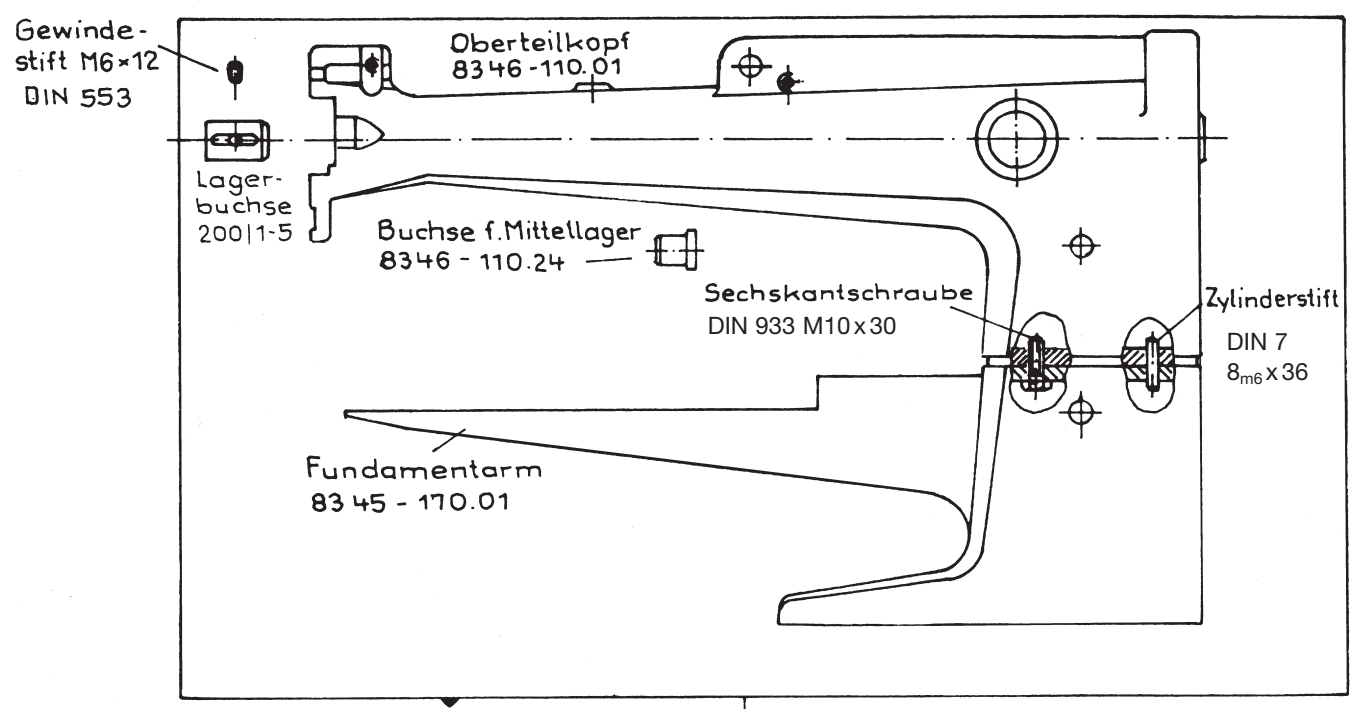 Gewinde-
stift M6×12
DIN 553
Oberteilkopf
8346-110.01
Lager-
buchse
200|1-5
Buchse f. Mittellager
8346 - 110.24
Sechskantschraube
DIN 933 M10x30
Zylinderstift
DIN 7
8m6x36
Fundamentarm
8345 - 170.01